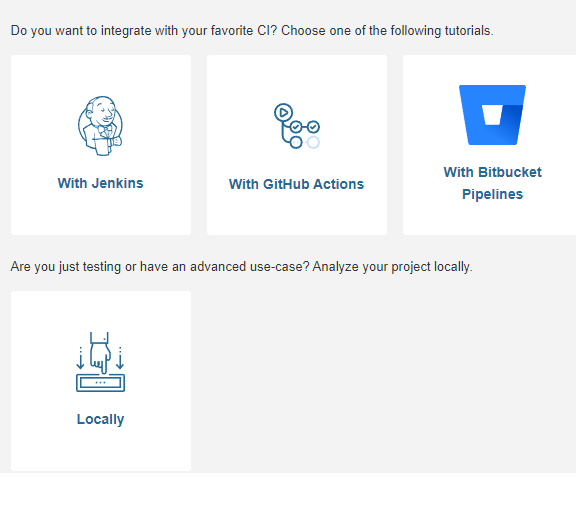 Do you want to integrate with your favorite CI? Choose one of the following tutorials.
With Jenkins
With GitHub Actions
With Bitbucket
Pipelines
Are you just testing or have an advanced use-case? Analyze your project locally.
Locally